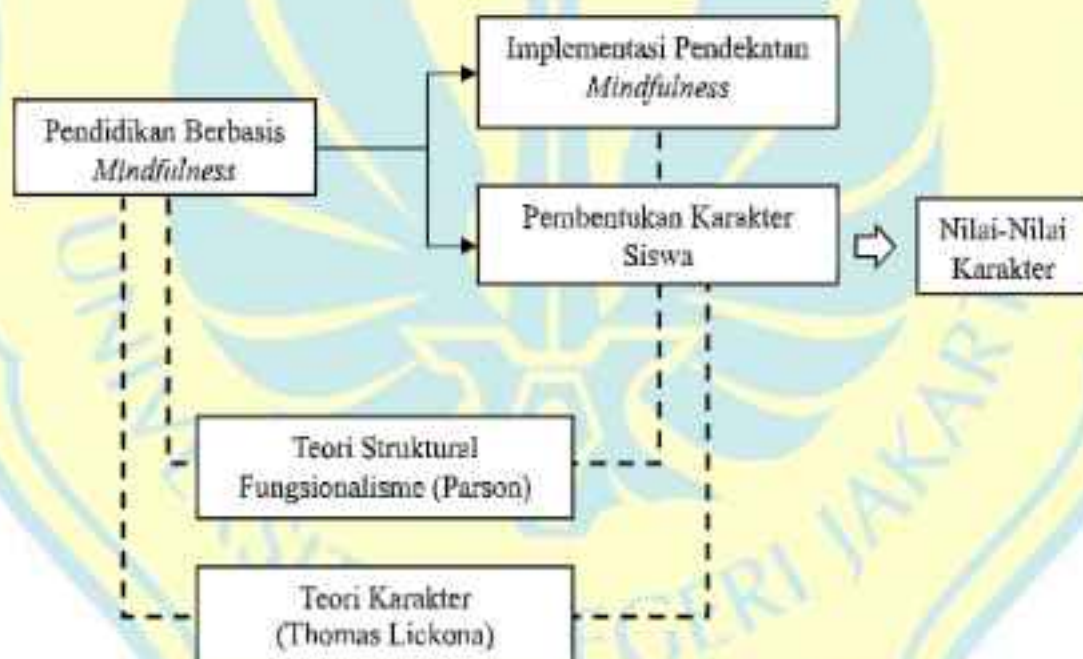 Implementasi Pendekatan
Mindfulness
Pendidikan Berbasis
Mindfulness
Pembentukan Karakter
Siswa
Nilai-Nilai
Karakter
Teori Struktural
Fungsionalisme (Parson)
Teori Karakter
(Thomas Lickona)